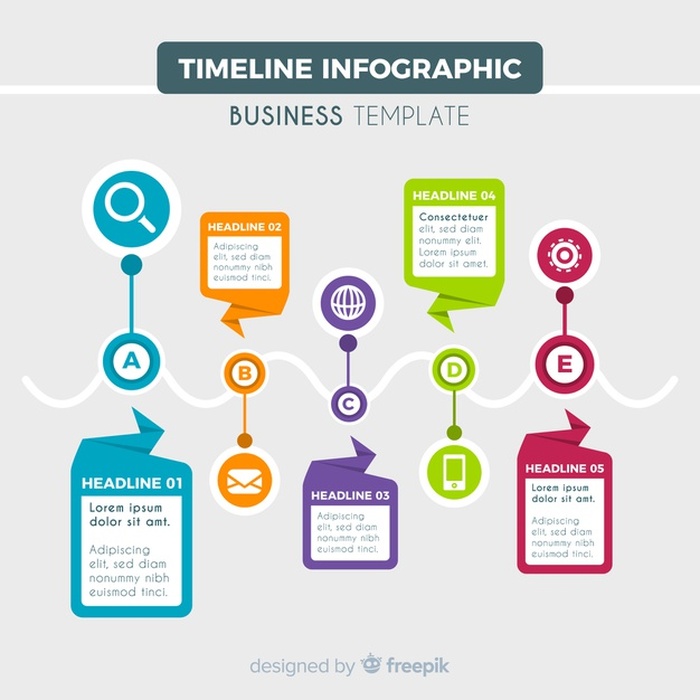 TIMELINE INFOGRAPHIC
BUSINESS TEMPLATE
HEADLINE 02
Adipiscing
elit, sed diam
nonummy nibh
euismod tinci.
HEADLINE 04
Consectetuer
elit, sed diam
nonummy elit.
Lorem ipsum
dolor sit amet.
A
B
C
D
E
HEADLINE 01
Lorem ipsum
dolor sit amt.
Adipiscing
elit, sed diam
nonummy nibh
euismod tinci.
HEADLINE 03
Adipiscing
elit, sed diam
nonummy nibh
euismod tinci.
HEADLINE 05
Lorem ipsum
dolor sit amt.
Adipiscing
elit, sed diam
nonummy nibh
euismod tinci.
designed by freepik